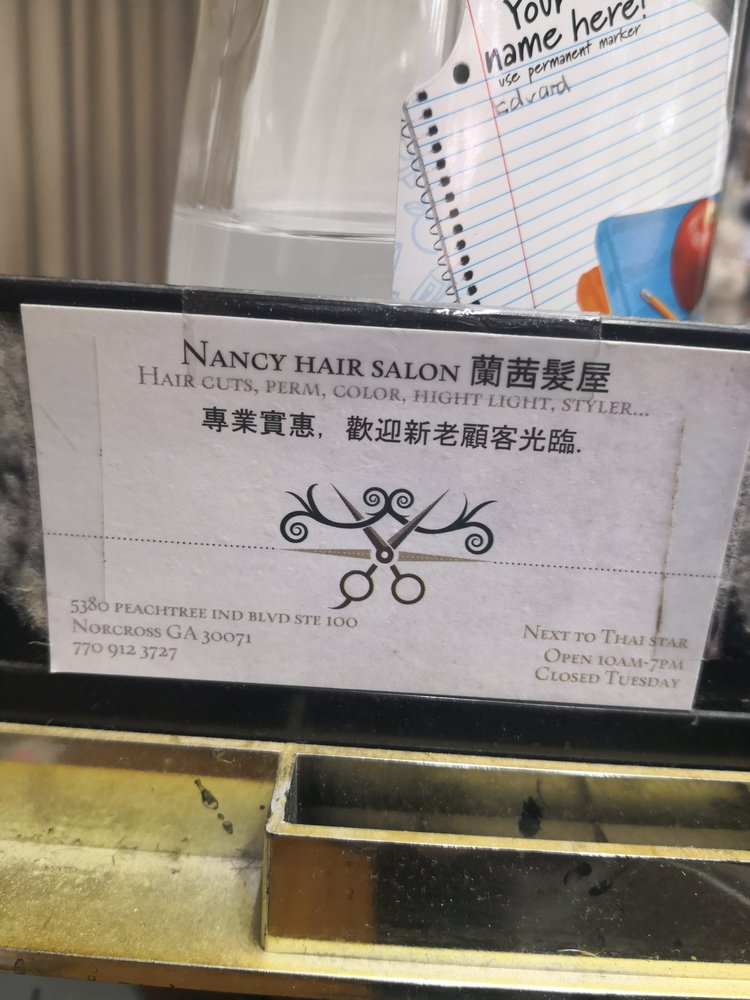 Your
name here!
use permanent marker
Edvard
NANCY HAIR SALON 蘭茜髮屋
HAIR CUTS, PERM, COLOR, HIGHT LIGHT, STYLER...
專業實惠, 歡迎新老顧客光臨.
5380 PEACHTREE IND BLVD STE 100
NORCROSS GA 30071
770 912 3727
NEXT TO THAI STAR
OPEN 10AM-7PM
CLOSED TUESDAY